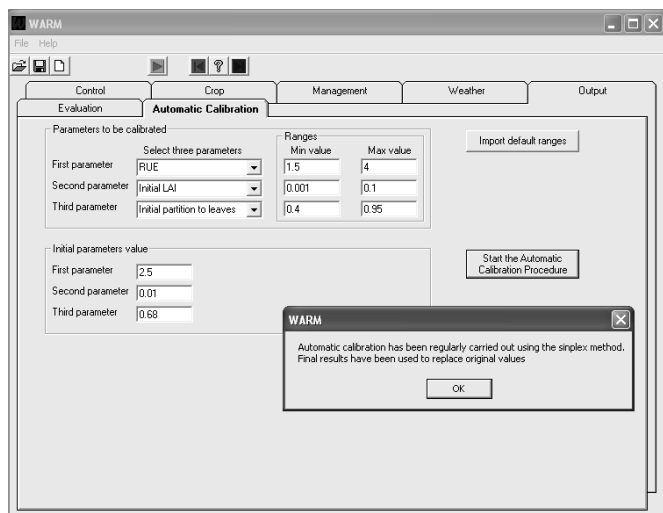 WARM
File Help
Control Crop Management Weather Output
Evaluation Automatic Calibration
Parameters to be calibrated
Select three parameters
Ranges
Min value Max value
First parameter RUE 1.5 4
Second parameter Initial LAI 0.001 0.1
Third parameter Initial partition to leaves 0.4 0.95
Import default ranges
Initial parameters value
First parameter 2.5
Second parameter 0.01
Third parameter 0.68
Start the Automatic
Calibration Procedure
WARM
Automatic calibration has been regularly carried out using the sinplex method.
Final results have been used to replace original values
OK